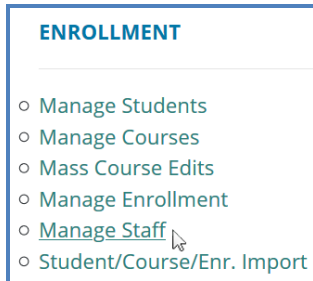 ENROLLMENT
Manage Students
Manage Courses
Mass Course Edits
Manage Enrollment
Manage Staff
Student/Course/Enr. Import